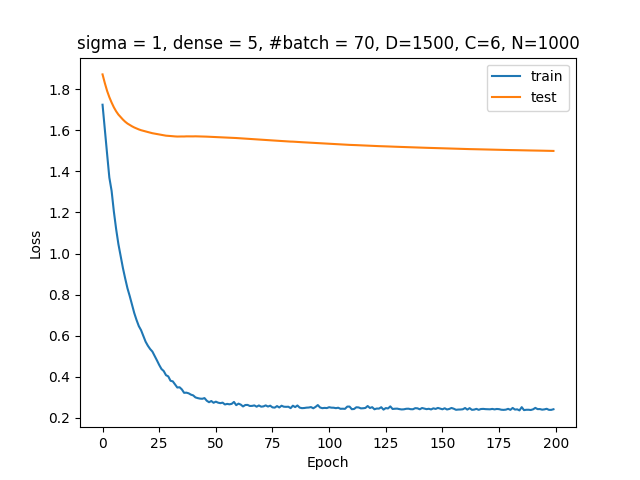 sigma = 1, dense = 5, #batch = 70, D=1500, C=6, N=1000
train
test
1.8
1.6
1.4
1.2
1.0
0.8
0.6
0.4
0.2
Loss
0 25 50 75 100 125 150 175 200
Epoch